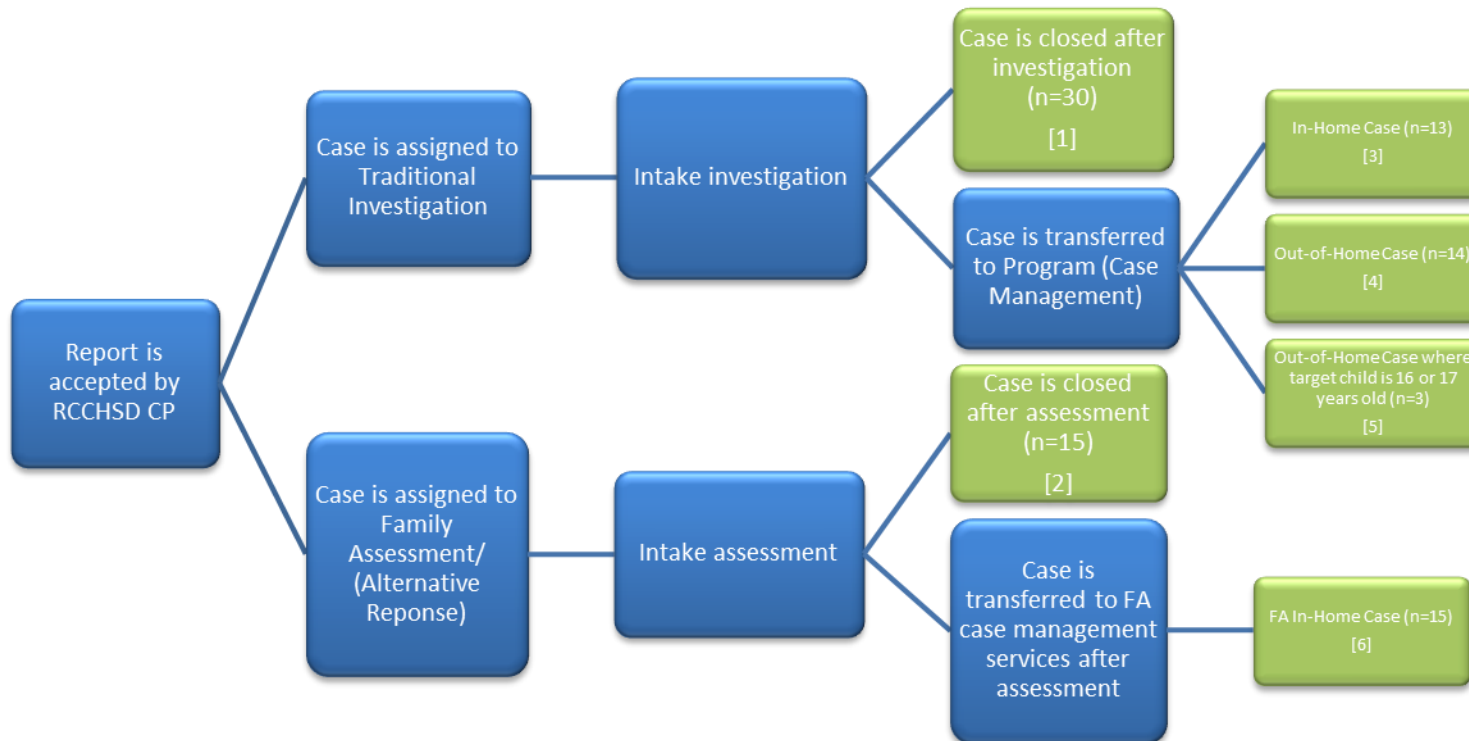 Report is
accepted by
RCCHSD CP
Case is assigned to
Traditional
Investigation
Intake investigation
Case is closed after
investigation
(n=30)
[1]
Case is transferred
to Program (Case
Management)
In-Home Case (n=13)
[3]
Out-of-Home Case (n=14)
[4]
Out-of-Home Case where
target child is 16 or 17
years old (n=3)
[5]
Case is assigned to
Family
Assessment/
(Alternative
Reponse)
Intake assessment
Case is closed
after assessment
(n=15)
[2]
Case is
transferred to FA
case management
services after
assessment
FA In-Home Case (n=15)
[6]